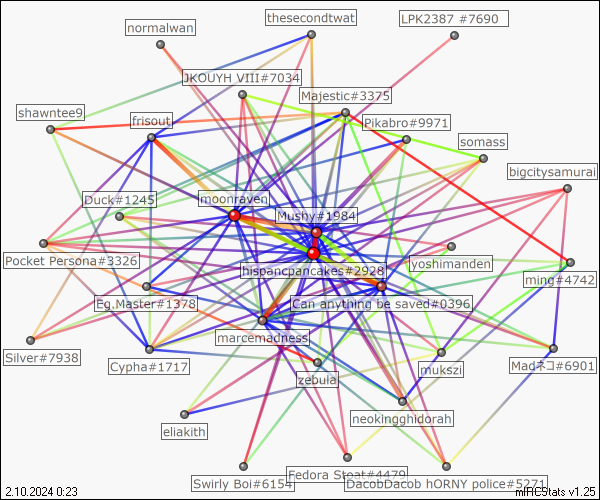 thesecondtwat
LPK2387 #7690
normalwan
JKOUYH VIII#7034
Majestic#3375
shawntee9
frisout
Pikabro#9971
somass
bigcitysamurai
Duck#1245
imoonraven
Mushy#1984
Pocket Persona#3326
hispancpancakes#2928
yoshimanden
ming#4742
Eg.Master#1378
Can anything be saved#0396
marcemadness
Silver#7938
Cypha#1717
zebula
mukszi
Madネコ#6901
eliakith
neokingghidorah
Swirly Boi#6154
Fedora Stoat#4479
DacobDacob hORNY police#5271
2.10.2024 0:23
mIRCStats v1.25